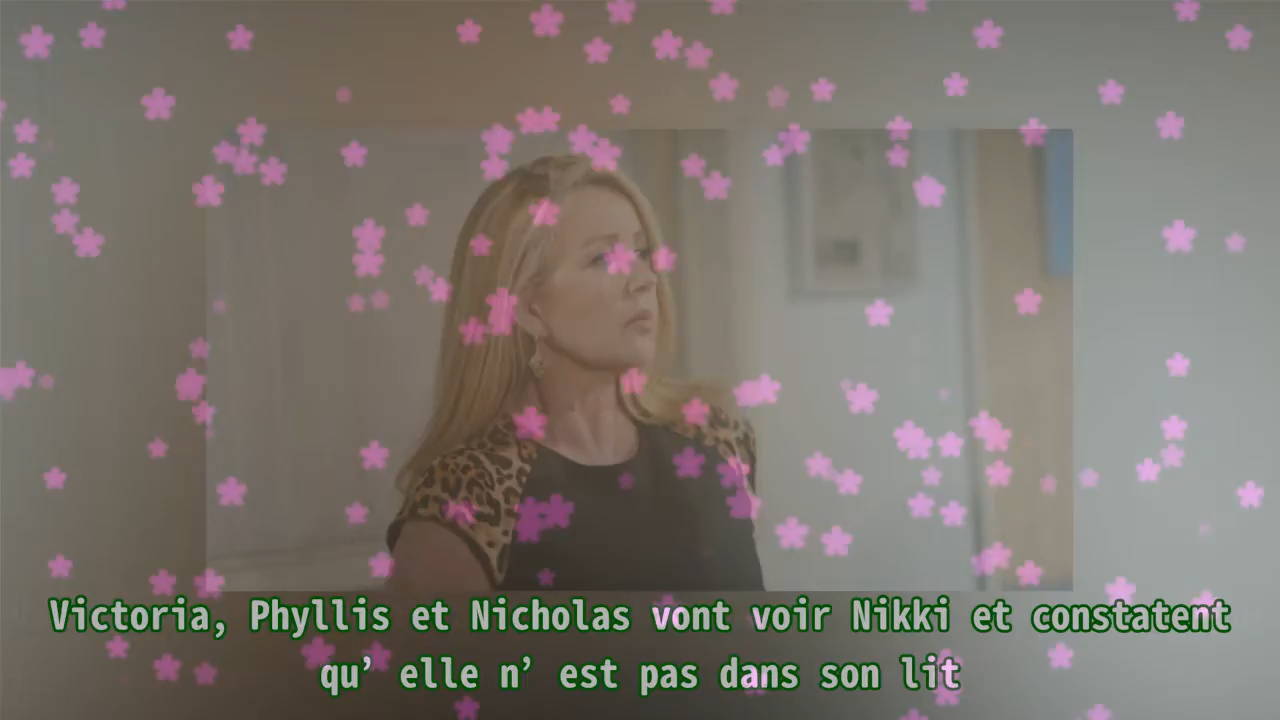 Victoria, Phyllis et Nicholas vont voir Nikki et constatent
qu’ elle n’ est pas dans son lit